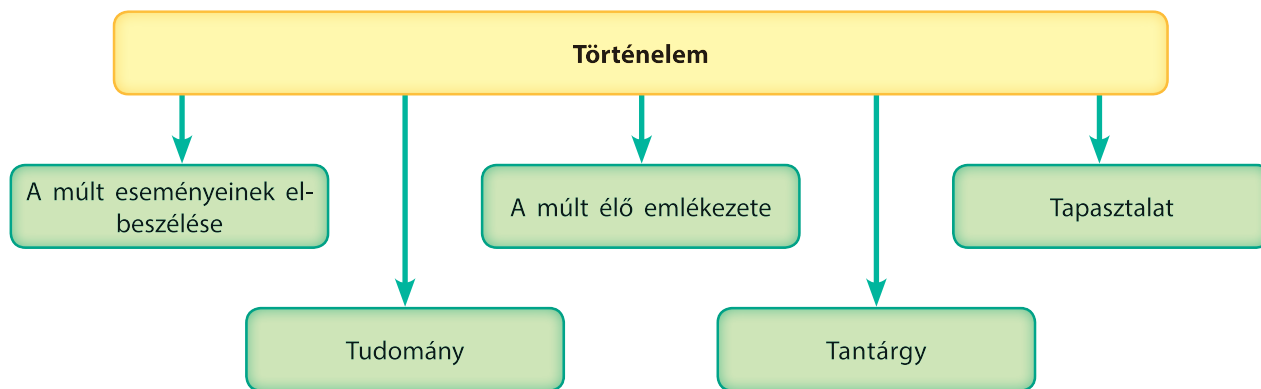 Történelem
A múlt eseményeinek el-
beszélése
A múlt élő emlékezete
Tapasztalat
Tudomány
Tantárgy